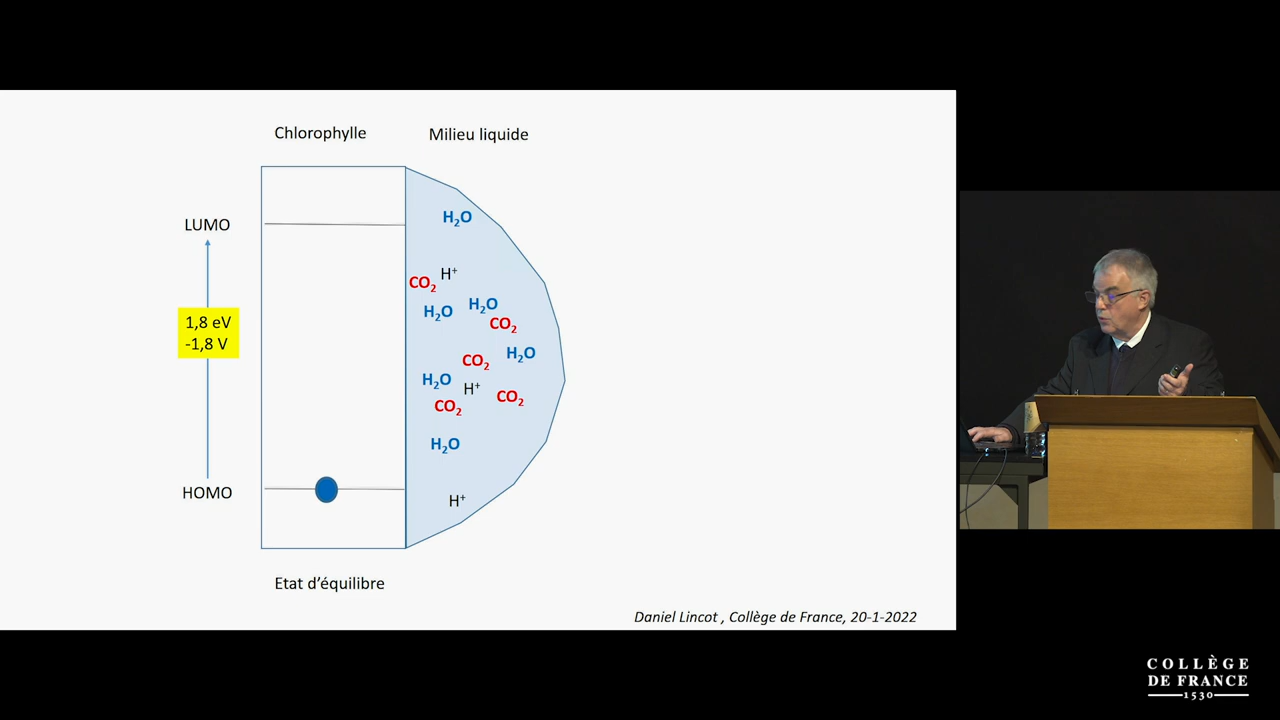 Chlorophylle
Milieu liquide
LUMO
1,8 eV
-1,8 V
HOMO
H₂O
H⁺
CO₂
H₂O
H₂O
CO₂
H₂O
CO₂
H₂O
H⁺
CO₂
CO₂
H₂O
H⁺
Etat d’équilibre
Daniel Lincot , Collège de France, 20-1-2022
COLLÈGE
DE FRANCE
1530